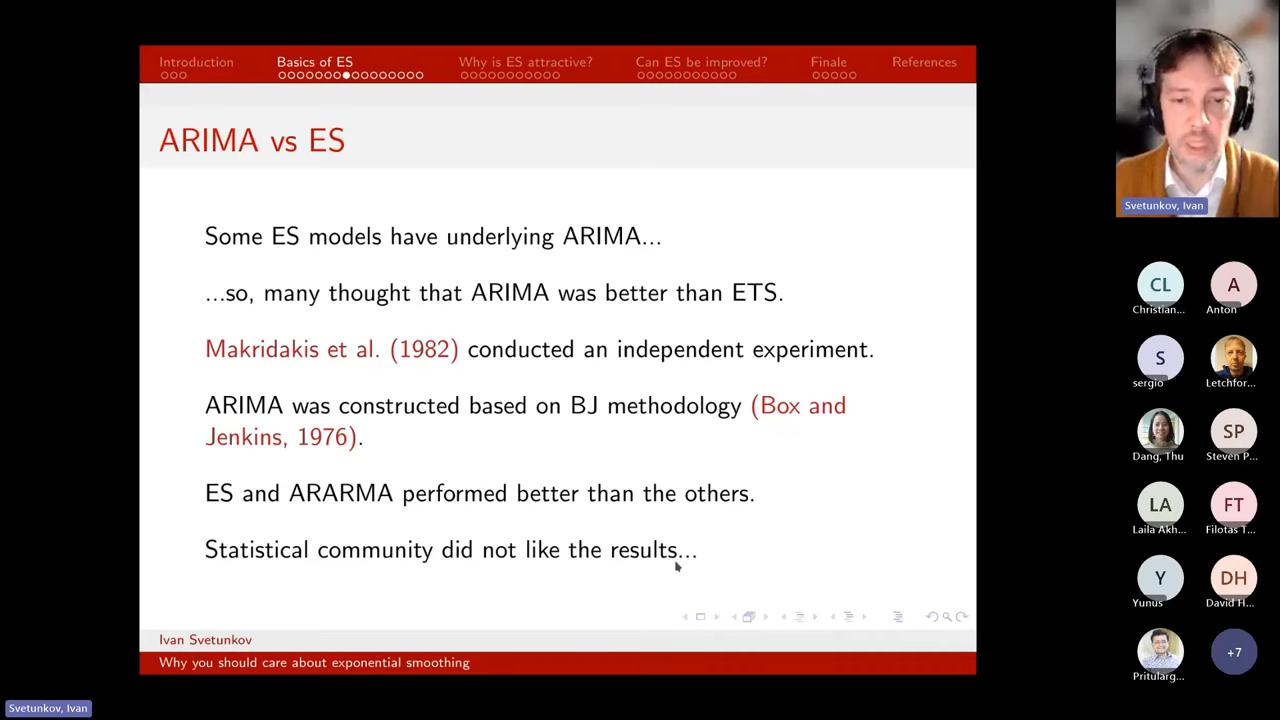 Introduction
Basics of ES
Why is ES attractive?
Can ES be improved?
Finale
References
ARIMA vs ES
Some ES models have underlying ARIMA...
...so, many thought that ARIMA was better than ETS.
Makridakis et al. (1982) conducted an independent experiment.
ARIMA was constructed based on BJ methodology (Box and
Jenkins, 1976).
ES and ARARMA performed better than the others.
Statistical community did not like the results...
Ivan Svetunkov
Why you should care about exponential smoothing
Svetunkov, Ivan
CL
Christian...
A
Anton
S
sergio
Letchfor...
Dang, Thu
SP
Steven P...
LA
Laila Akh...
FT
Filotas T...
Y
Yunus
DH
David H...
Pritularg...
+7
Svetunkov, Ivan